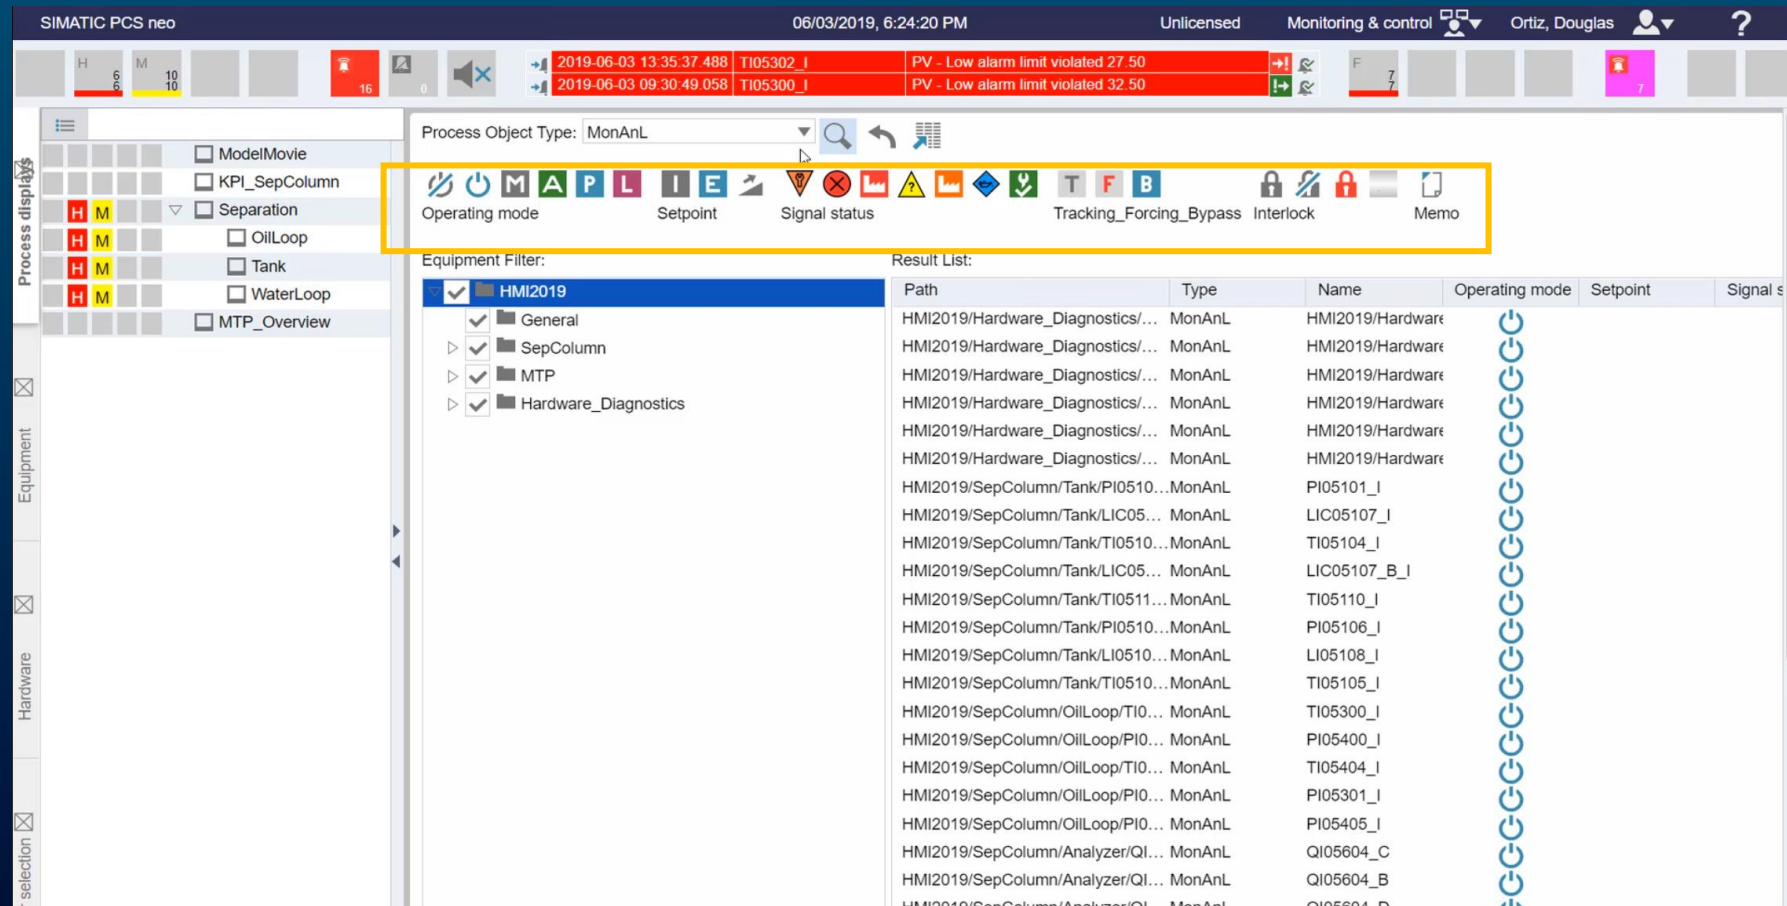 SIMATIC PCS neo
06/03/2019, 6:24:20 PM
Unlicensed
Monitoring & control
Ortiz, Douglas
?
H 6 6
M 10 10
16
0
2019-06-03 13:35:37.488 TI05302_I PV - Low alarm limit violated 27.50
2019-06-03 09:30:49.058 TI05300_I PV - Low alarm limit violated 32.50
F 7 7
7
Process displays
Equipment
Hardware
selection
ModelMovie
KPI_SepColumn
H M Separation
H M OilLoop
H M Tank
H M WaterLoop
MTP_Overview
Process Object Type: MonAnL
M A P L I E ? T F B
Operating mode Setpoint Signal status Tracking_Forcing_Bypass Interlock Memo
Equipment Filter:
HMI2019
General
SepColumn
MTP
Hardware_Diagnostics
Result List:
Path Type Name Operating mode Setpoint Signal s
HMI2019/Hardware_Diagnostics/... MonAnL HMI2019/Hardware
HMI2019/Hardware_Diagnostics/... MonAnL HMI2019/Hardware
HMI2019/Hardware_Diagnostics/... MonAnL HMI2019/Hardware
HMI2019/Hardware_Diagnostics/... MonAnL HMI2019/Hardware
HMI2019/Hardware_Diagnostics/... MonAnL HMI2019/Hardware
HMI2019/Hardware_Diagnostics/... MonAnL HMI2019/Hardware
HMI2019/SepColumn/Tank/PI0510... MonAnL PI05101_I
HMI2019/SepColumn/Tank/LIC05... MonAnL LIC05107_I
HMI2019/SepColumn/Tank/TI0510... MonAnL TI05104_I
HMI2019/SepColumn/Tank/LIC05... MonAnL LIC05107_B_I
HMI2019/SepColumn/Tank/TI0511... MonAnL TI05110_I
HMI2019/SepColumn/Tank/PI0510... MonAnL PI05106_I
HMI2019/SepColumn/Tank/LI0510... MonAnL LI05108_I
HMI2019/SepColumn/Tank/TI0510... MonAnL TI05105_I
HMI2019/SepColumn/OilLoop/TI0... MonAnL TI05300_I
HMI2019/SepColumn/OilLoop/PI0... MonAnL PI05400_I
HMI2019/SepColumn/OilLoop/TI0... MonAnL TI05404_I
HMI2019/SepColumn/OilLoop/PI0... MonAnL PI05301_I
HMI2019/SepColumn/OilLoop/PI0... MonAnL PI05405_I
HMI2019/SepColumn/Analyzer/QI... MonAnL QI05604_C
HMI2019/SepColumn/Analyzer/QI... MonAnL QI05604_B